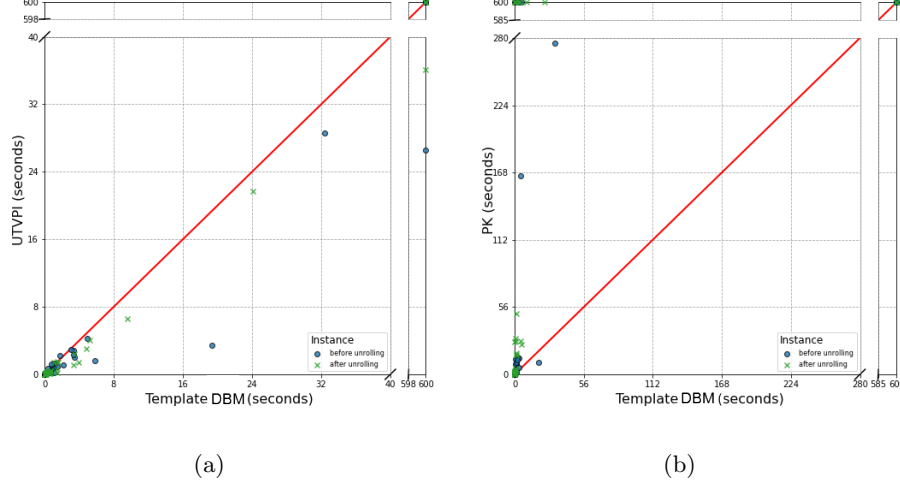 600
598
40
32
24
16
8
0
UTVPI (seconds)
0 8 16 24 32 40 598 600
Template DBM (seconds)
Instance
before unrolling
after unrolling
(a)
600
585
280
224
168
112
56
0
PK (seconds)
0 56 112 168 224 280 585 60
Template DBM (seconds)
Instance
before unrolling
after unrolling
(b)